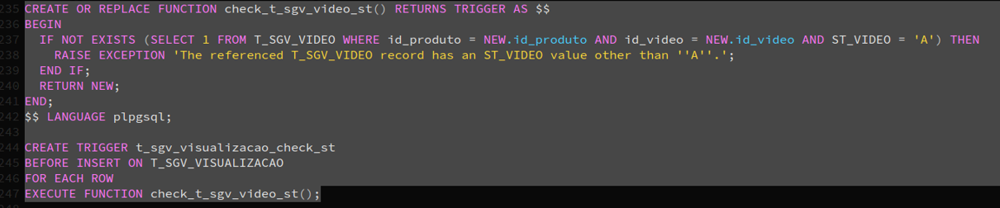 235 CREATE OR REPLACE FUNCTION check_t_sgv_video_st() RETURNS TRIGGER AS $$
236 BEGIN
237   IF NOT EXISTS (SELECT 1 FROM T_SGV_VIDEO WHERE id_produto = NEW.id_produto AND id_video = NEW.id_video AND ST_VIDEO = 'A') THEN
238     RAISE EXCEPTION 'The referenced T_SGV_VIDEO record has an ST_VIDEO value other than ''A''.';
239   END IF;
240   RETURN NEW;
241 END;
242 $$ LANGUAGE plpgsql;
243
244 CREATE TRIGGER t_sgv_visualizacao_check_st
245 BEFORE INSERT ON T_SGV_VISUALIZACAO
246 FOR EACH ROW
247 EXECUTE FUNCTION check_t_sgv_video_st();